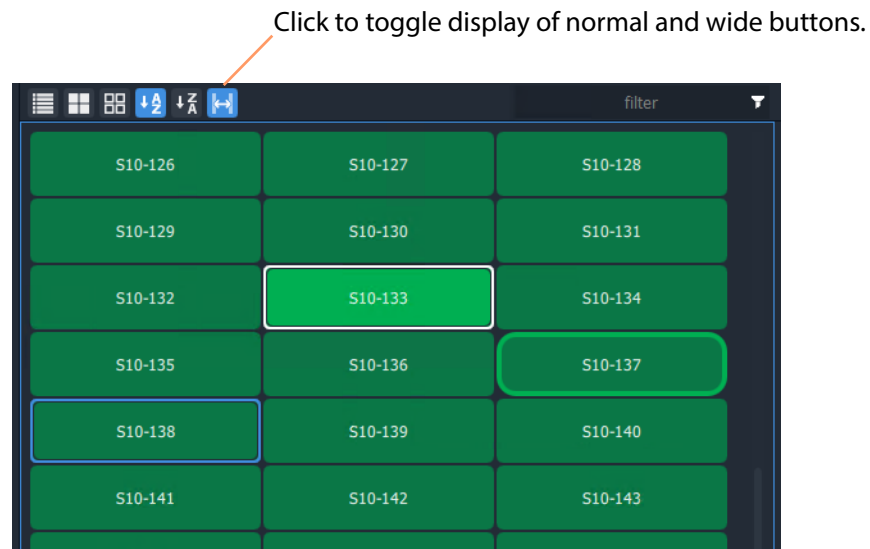 Click to toggle display of normal and wide buttons.
A Z Z A filter
S10-126 S10-127 S10-128
S10-129 S10-130 S10-131
S10-132 S10-133 S10-134
S10-135 S10-136 S10-137
S10-138 S10-139 S10-140
S10-141 S10-142 S10-143